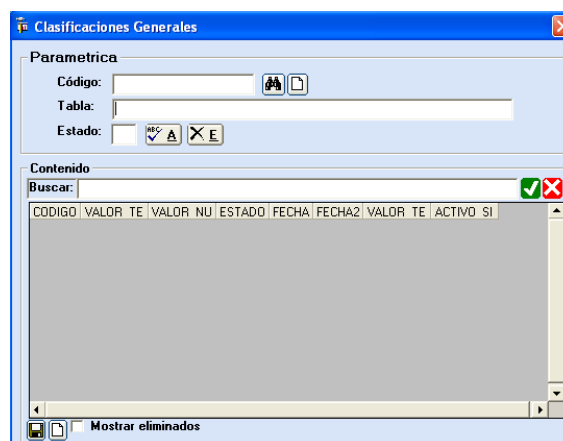 Clasificaciones Generales
Parametrica
Código:
Tabla:
Estado: ABC A E
Contenido
Buscar:
CODIGO VALOR TE VALOR NU ESTADO FECHA FECHA2 VALOR TE ACTIVO SI
Mostrar eliminados